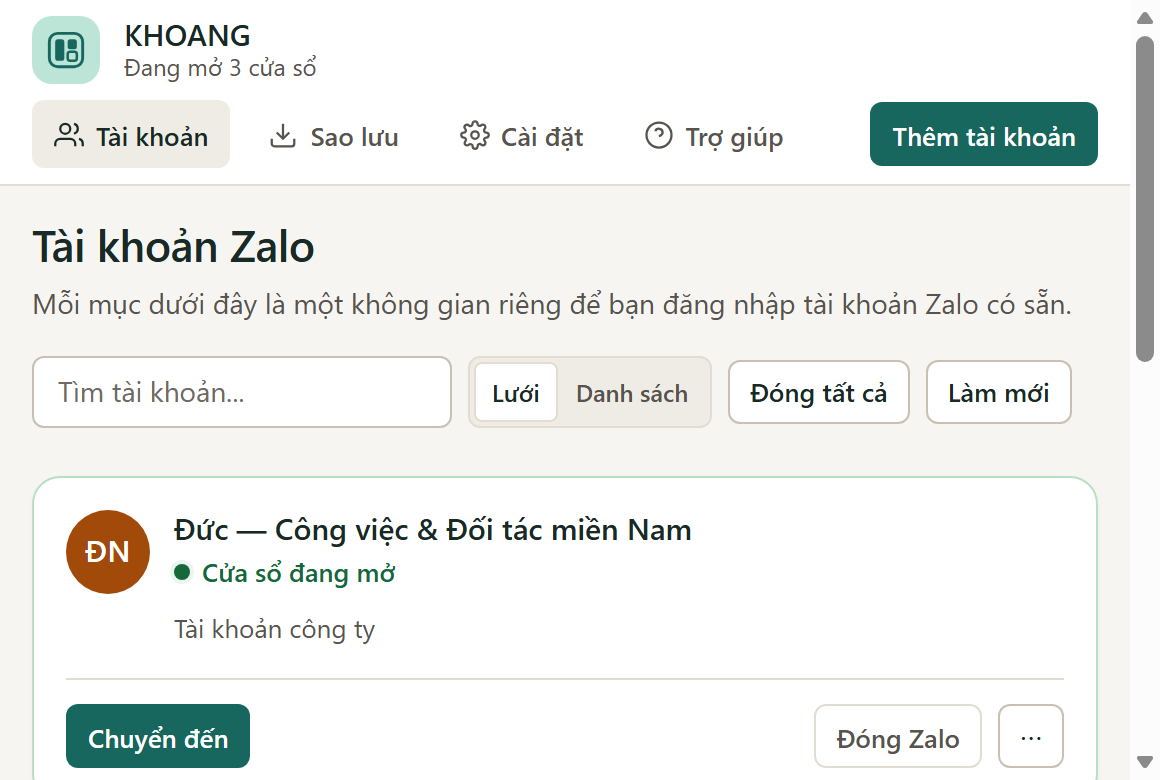 KHOANG
Đang mở 3 cửa sổ
Tài khoản
Sao lưu
Cài đặt
Trợ giúp
Thêm tài khoản
Tài khoản Zalo
Mỗi mục dưới đây là một không gian riêng để bạn đăng nhập tài khoản Zalo có sẵn.
Tìm tài khoản...
Lưới
Danh sách
Đóng tất cả
Làm mới
ĐN
Đức — Công việc & Đối tác miền Nam
Cửa sổ đang mở
Tài khoản công ty
Chuyển đến
Đóng Zalo
...